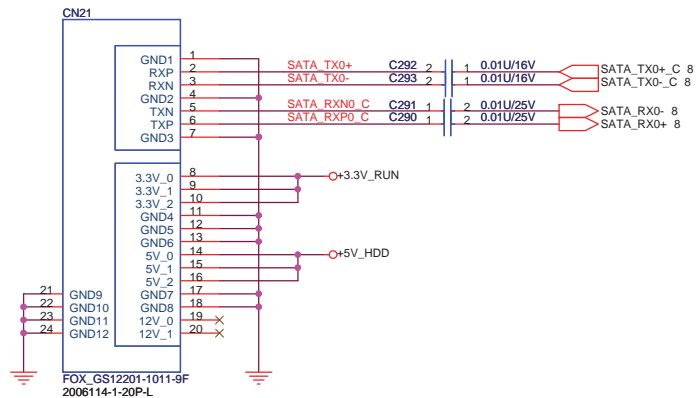 CN21
GND1 1
RXP 2 SATA_TX0+ C292 2 1 0.01U/16V SATA_TX0+_C 8
RXN 3 SATA_TX0- C293 2 1 0.01U/16V SATA_TX0-_C 8
GND2 4
TXN 5 SATA_RXN0_C C291 1 2 0.01U/25V SATA_RX0- 8
TXP 6 SATA_RXP0_C C290 1 2 0.01U/25V SATA_RX0+ 8
GND3 7
3.3V_0 8 +3.3V_RUN
3.3V_1 9
3.3V_2 10
GND4 11
GND5 12
GND6 13
5V_0 14 +5V_HDD
5V_1 15
5V_2 16
21 GND9 GND7 17
22 GND10 GND8 18
23 GND11 12V_0 19
24 GND12 12V_1 20
FOX_GS12201-1011-9F
2006114-1-20P-L